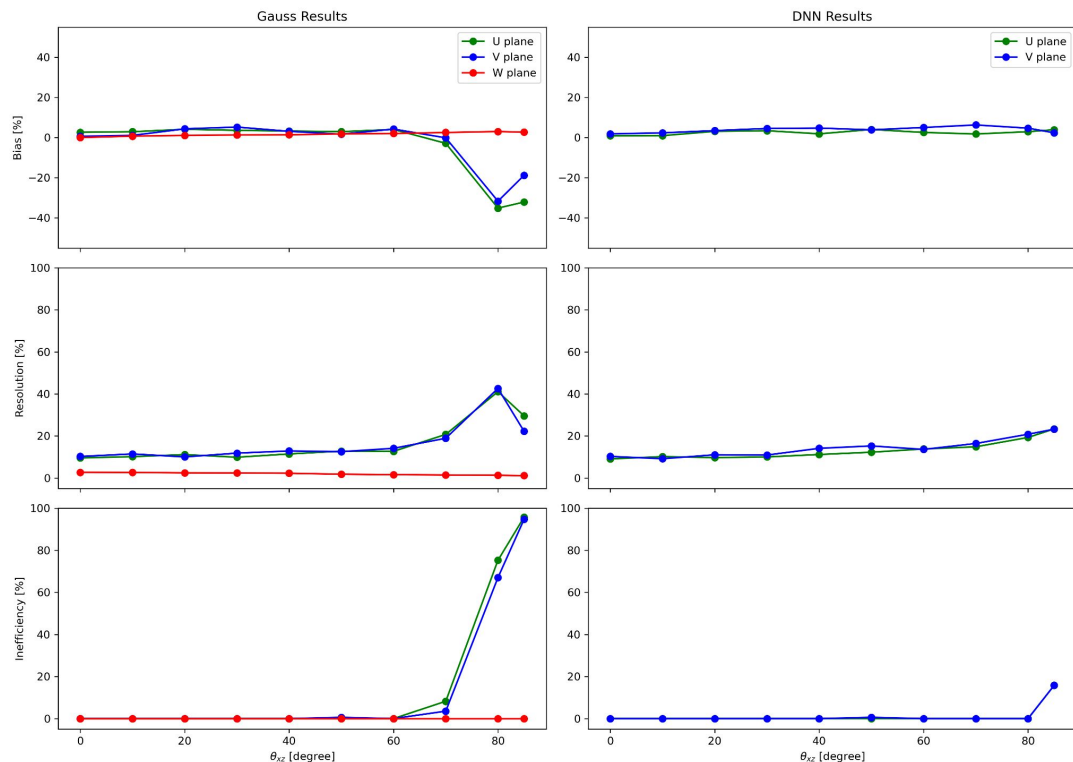 Gauss Results
DNN Results
Bias [%]
40
20
0
−20
−40
U plane
V plane
W plane
40
20
0
−20
−40
U plane
V plane
Resolution [%]
100
80
60
40
20
0
100
80
60
40
20
0
Inefficiency [%]
100
80
60
40
20
0
100
80
60
40
20
0
0 20 40 60 80
θxz [degree]
0 20 40 60 80
θxz [degree]